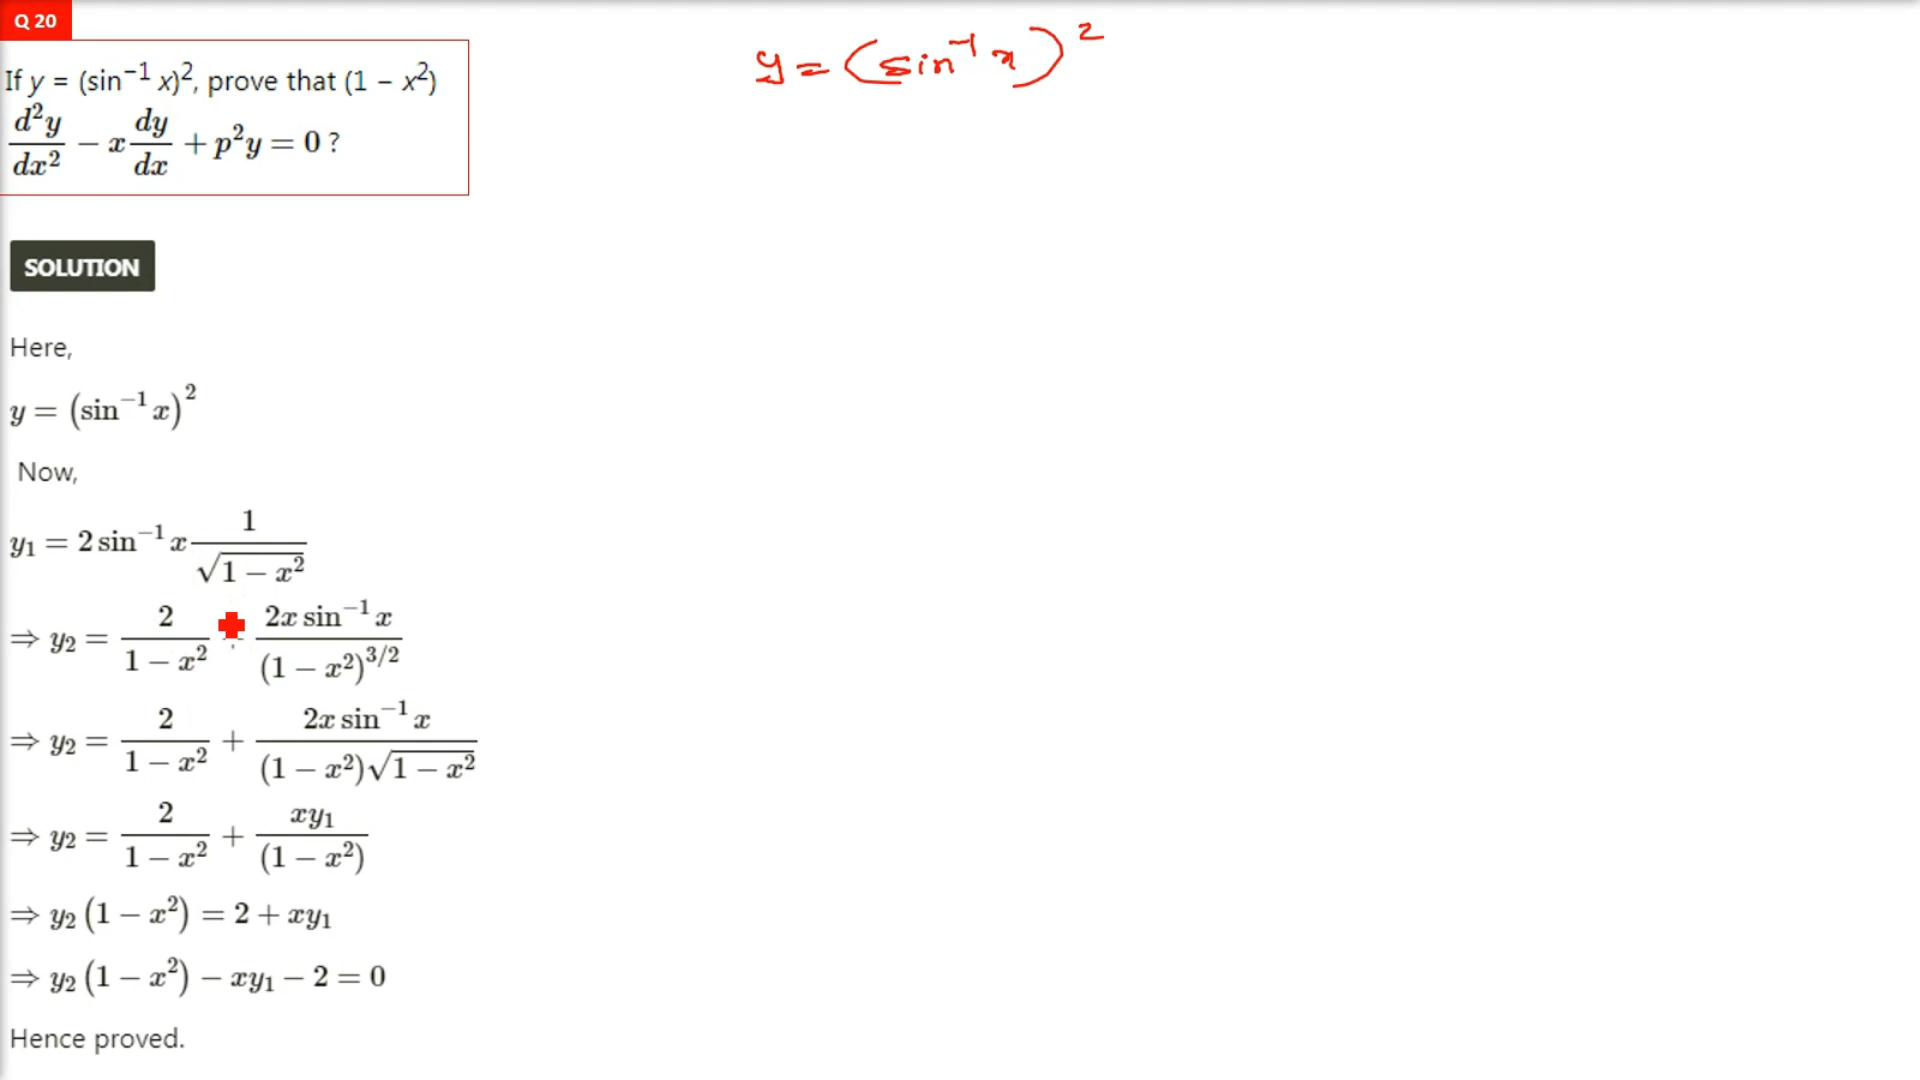 Q 20
If y = (sin⁻¹ x)², prove that (1 − x²)
d²y/dx² − x dy/dx + p²y = 0 ?
y = (sin⁻¹ x)²
SOLUTION
Here,
y = (sin⁻¹ x)²
Now,
y₁ = 2 sin⁻¹ x 1/√(1 − x²)
⇒ y₂ = 2/(1 − x²) + 2x sin⁻¹ x/(1 − x²)^(3/2)
⇒ y₂ = 2/(1 − x²) + 2x sin⁻¹ x/((1 − x²)√(1 − x²))
⇒ y₂ = 2/(1 − x²) + xy₁/(1 − x²)
⇒ y₂ (1 − x²) = 2 + xy₁
⇒ y₂ (1 − x²) − xy₁ − 2 = 0
Hence proved.